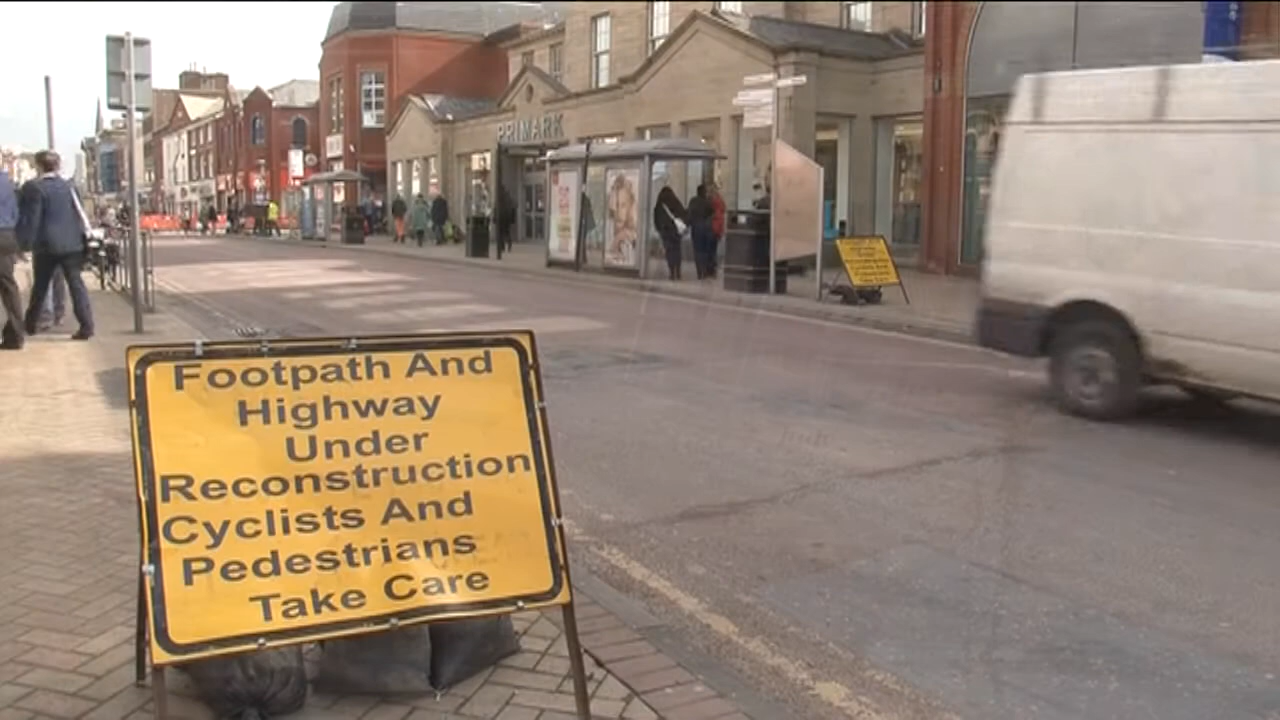 PRIMARK
Footpath And
Highway
Under
Reconstruction
Cyclists And
Pedestrians
Take Care